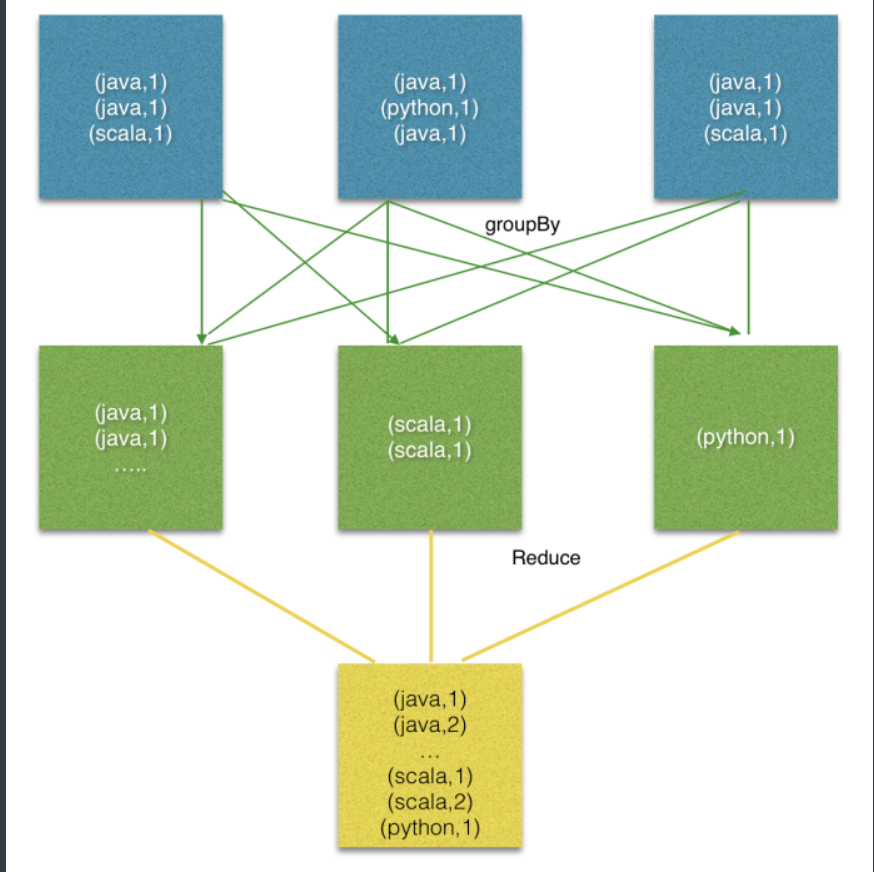 (java,1)
(java,1)
(scala,1)
(java,1)
(python,1)
(java,1)
(java,1)
(java,1)
(scala,1)
groupBy
(java,1)
(java,1)
.....
(scala,1)
(scala,1)
(python,1)
Reduce
(java,1)
(java,2)
...
(scala,1)
(scala,2)
(python,1)